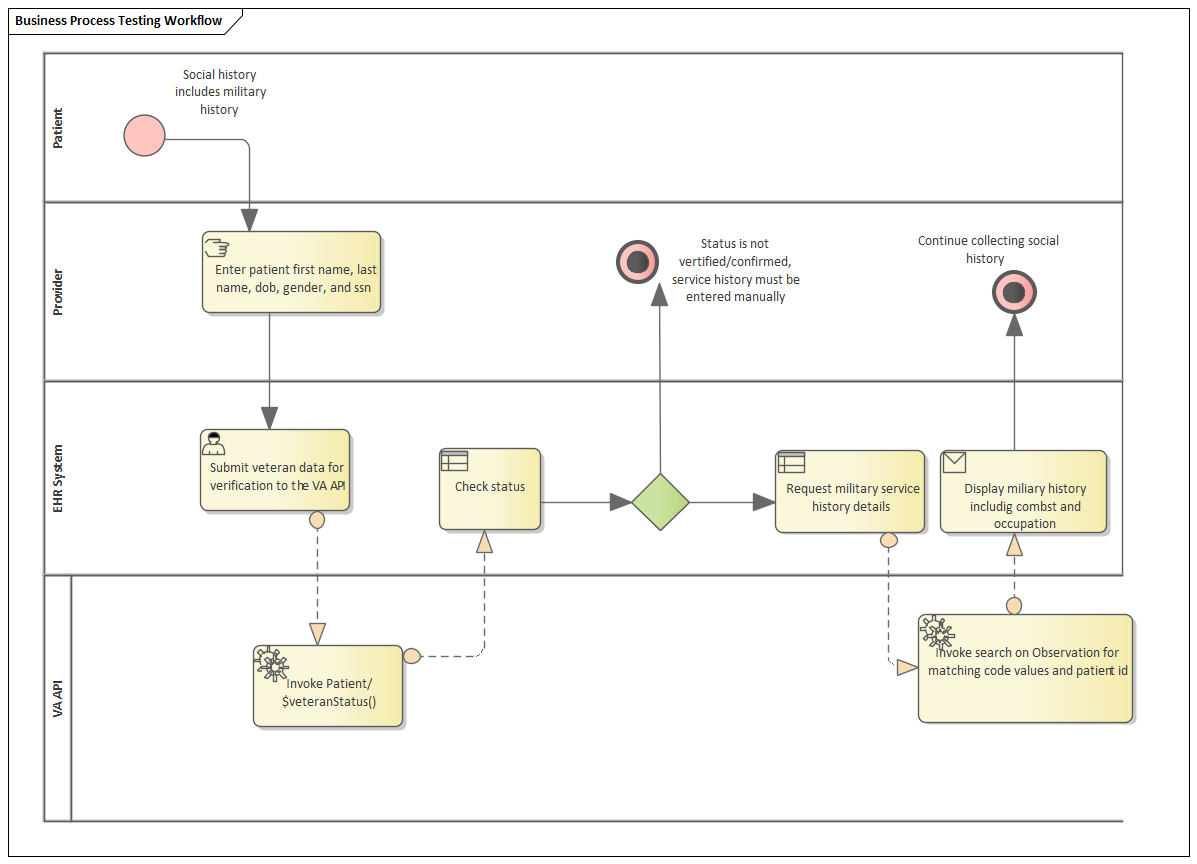 Business Process Testing Workflow
Patient
Social history
includes military
history
Provider
Enter patient first name, last
name, dob, gender, and ssn
Status is not
vertified/confirmed,
service history must be
entered manually
Continue collecting social
history
EHR System
Submit veteran data for
verification to the VA API
Check status
Request military service
history details
Display miliary history
includig combst and
occupation
VA API
Invoke Patient/
$veteranStatus()
Invoke search on Observation for
matching code values and patient id